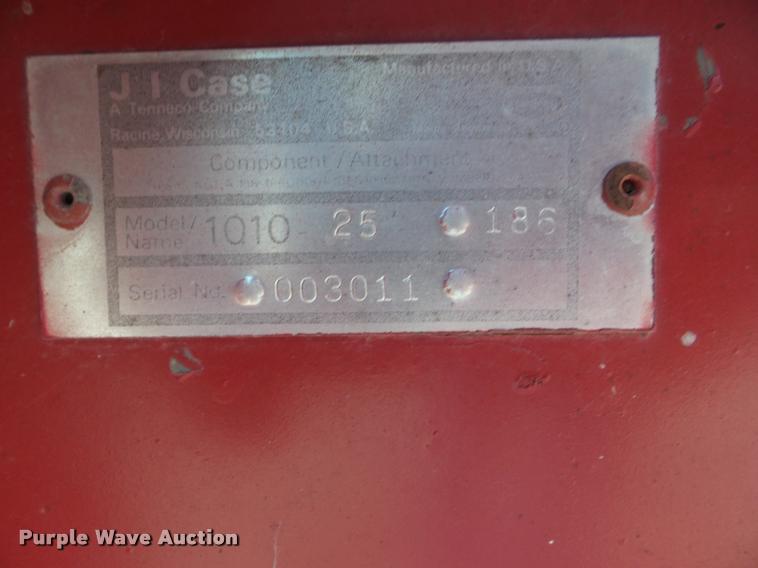 J I Case
Manufactured in U.S.A.
A Tenneco Company
Racine, Wisconsin 53404 U.S.A.
Component/Attachment
Model/Name 1010- 25 186
Serial No. 003011
Purple Wave Auction